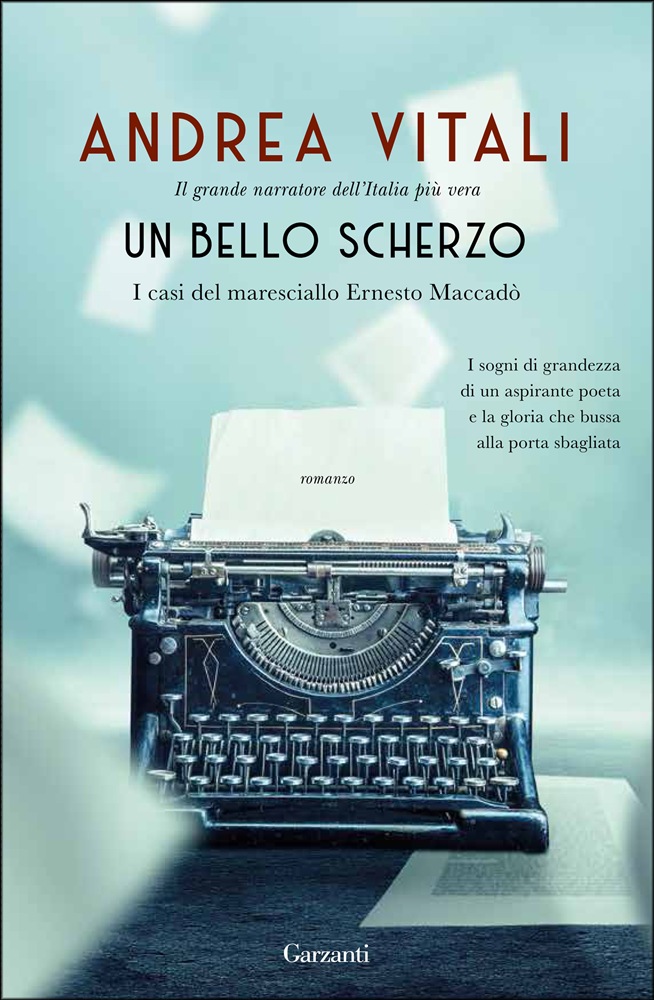 ANDREA VITALI
Il grande narratore dell'Italia più vera
UN BELLO SCHERZO
I casi del maresciallo Ernesto Maccadò
I sogni di grandezza
di un aspirante poeta
e la gloria che bussa
alla porta sbagliata
romanzo
Garzanti